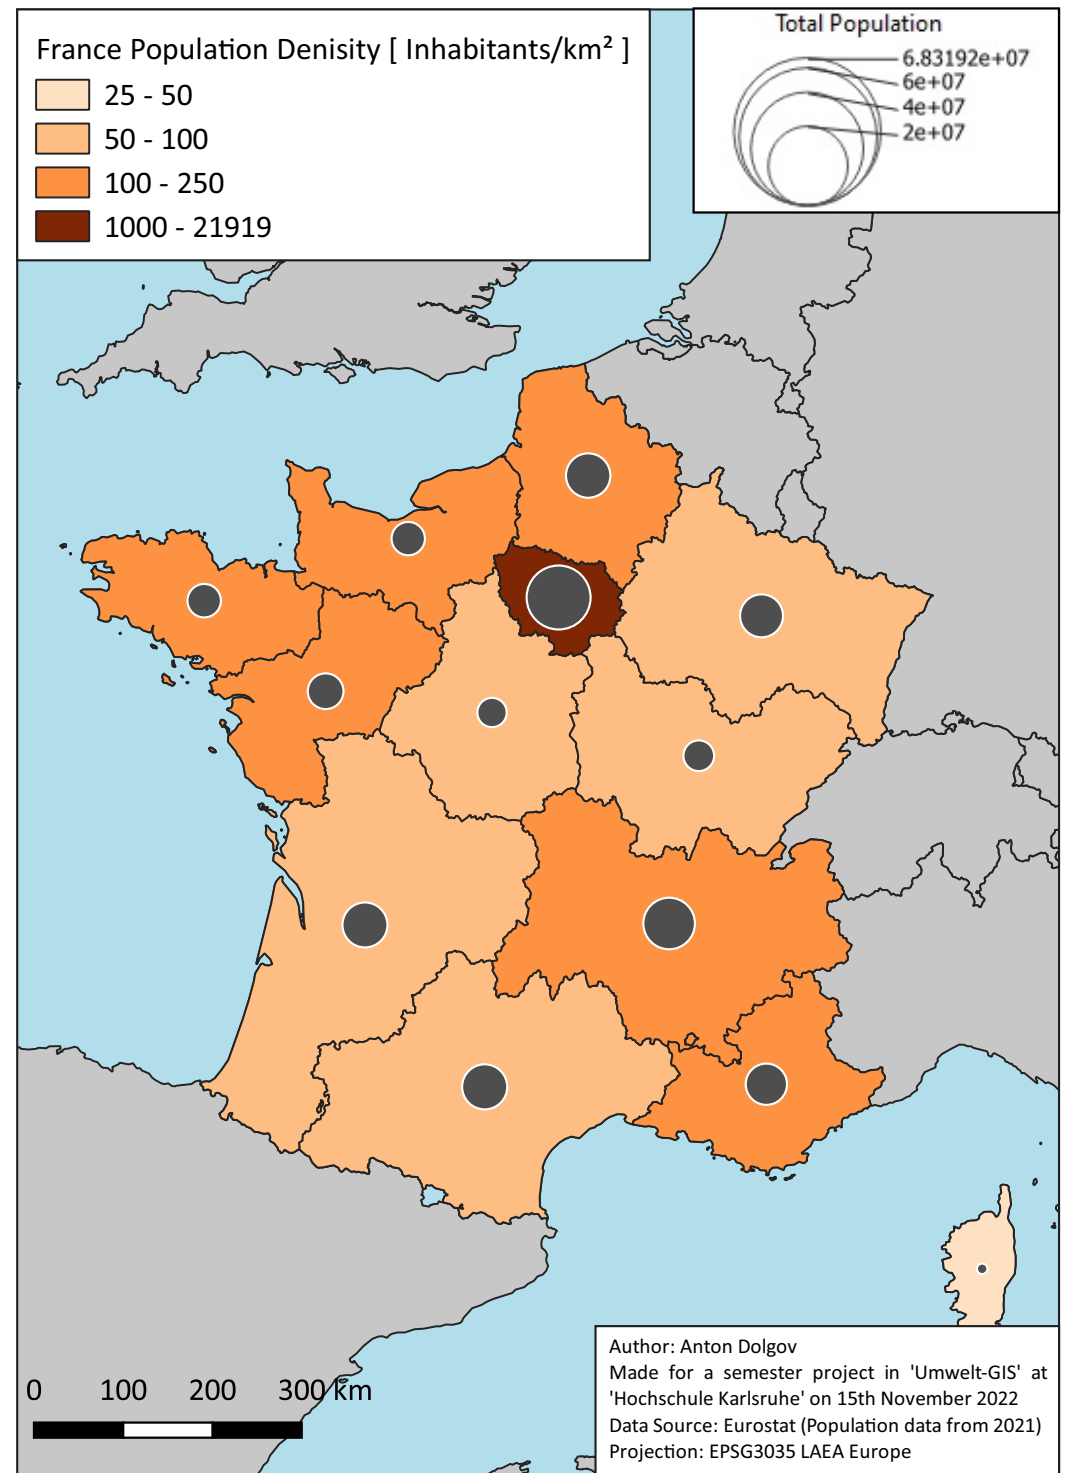 France Population Denisity [ Inhabitants/km² ]
25 - 50
50 - 100
100 - 250
1000 - 21919
Total Population
6.83192e+07
6e+07
4e+07
2e+07
0 100 200 300 km
Author: Anton Dolgov
Made for a semester project in 'Umwelt-GIS' at
'Hochschule Karlsruhe' on 15th November 2022
Data Source: Eurostat (Population data from 2021)
Projection: EPSG3035 LAEA Europe